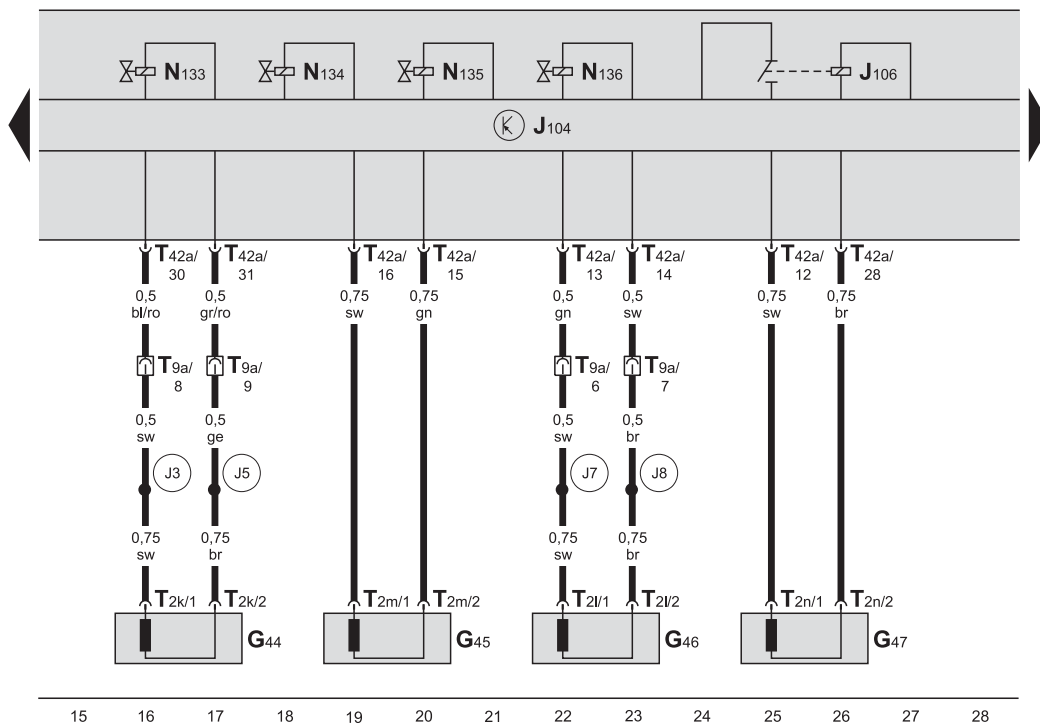 N133 N134 N135 N136 J106
J104
T42a/ T42a/ T42a/ T42a/ T42a/ T42a/ T42a/ T42a/
30 31 16 15 13 14 12 28
0,5 0,5 0,75 0,75 0,5 0,5 0,75 0,75
bl/ro gr/ro sw gn gn sw sw br
T9a/ T9a/ T9a/ T9a/
8 9 6 7
0,5 0,5 0,5 0,5
sw ge sw br
J3 J5 J7 J8
0,75 0,75 0,75 0,75
sw br sw br
T2k/1 T2k/2 T2m/1 T2m/2 T2l/1 T2l/2 T2n/1 T2n/2
G44 G45 G46 G47
15 16 17 18 19 20 21 22 23 24 25 26 27 28